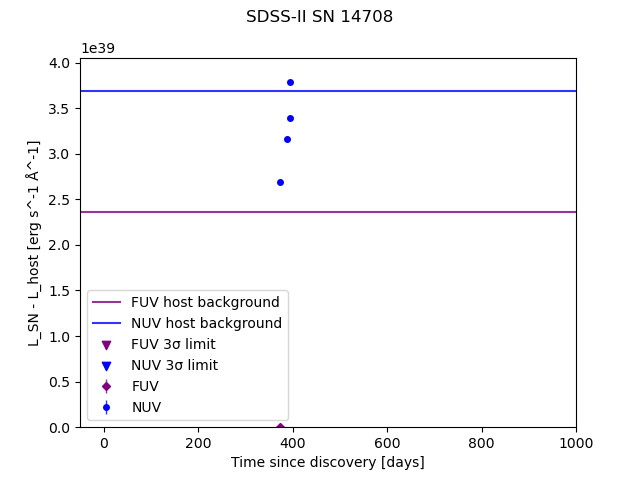 SDSS-II SN 14708
1e39
4.0
3.5
3.0
2.5
2.0
1.5
1.0
0.5
0.0
L_SN - L_host [erg s^-1 Å^-1]
FUV host background
NUV host background
FUV 3σ limit
NUV 3σ limit
FUV
NUV
0 200 400 600 800 1000
Time since discovery [days]